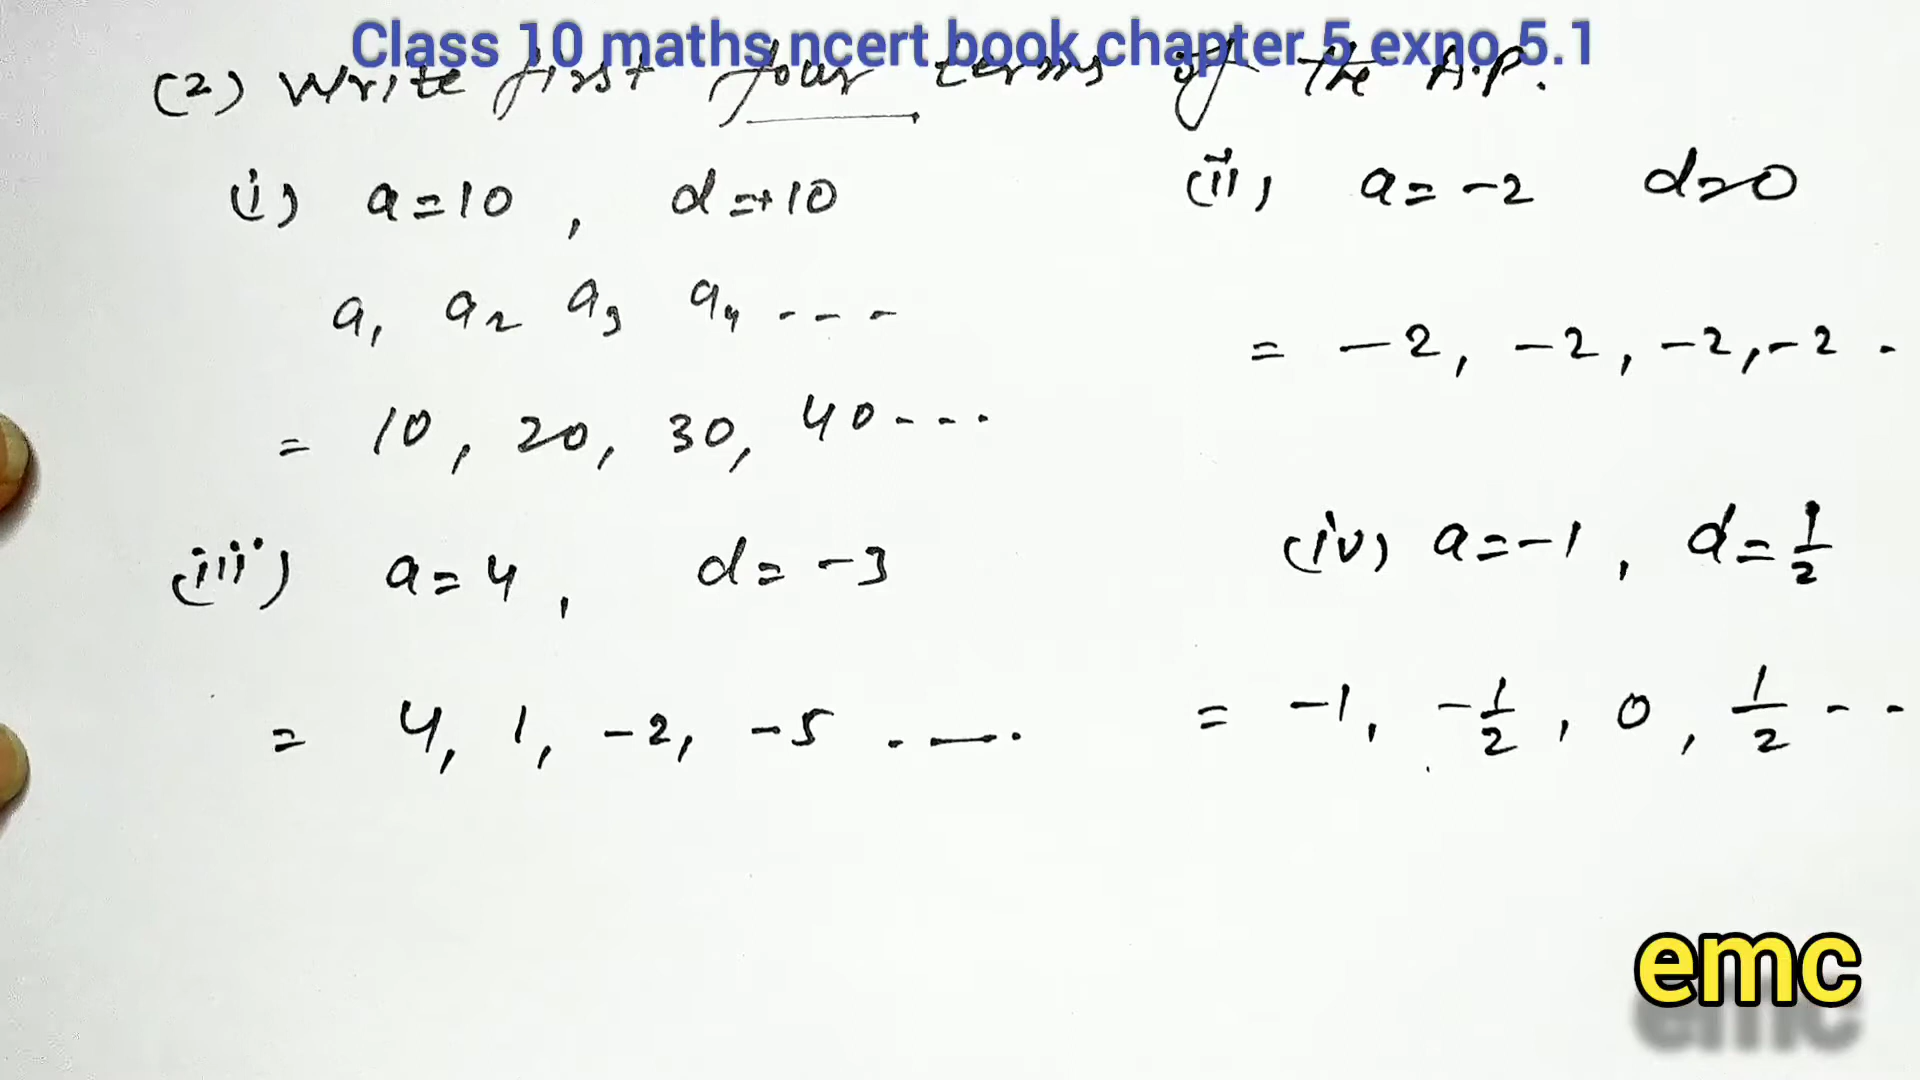 Class 10 maths ncert book chapter 5 exno 5.1
(2) Write first four terms of the A.P.
(i) a=10 , d=+10
a1 a2 a3 a4 ---
= 10, 20, 30, 40---
(ii) a=-2 d=0
= -2, -2, -2,-2 -
(iii) a=4, d=-3
= 4, 1, -2, -5 .—.
(iv) a=-1, d=1/2
= -1, -1/2, 0, 1/2 --
emc